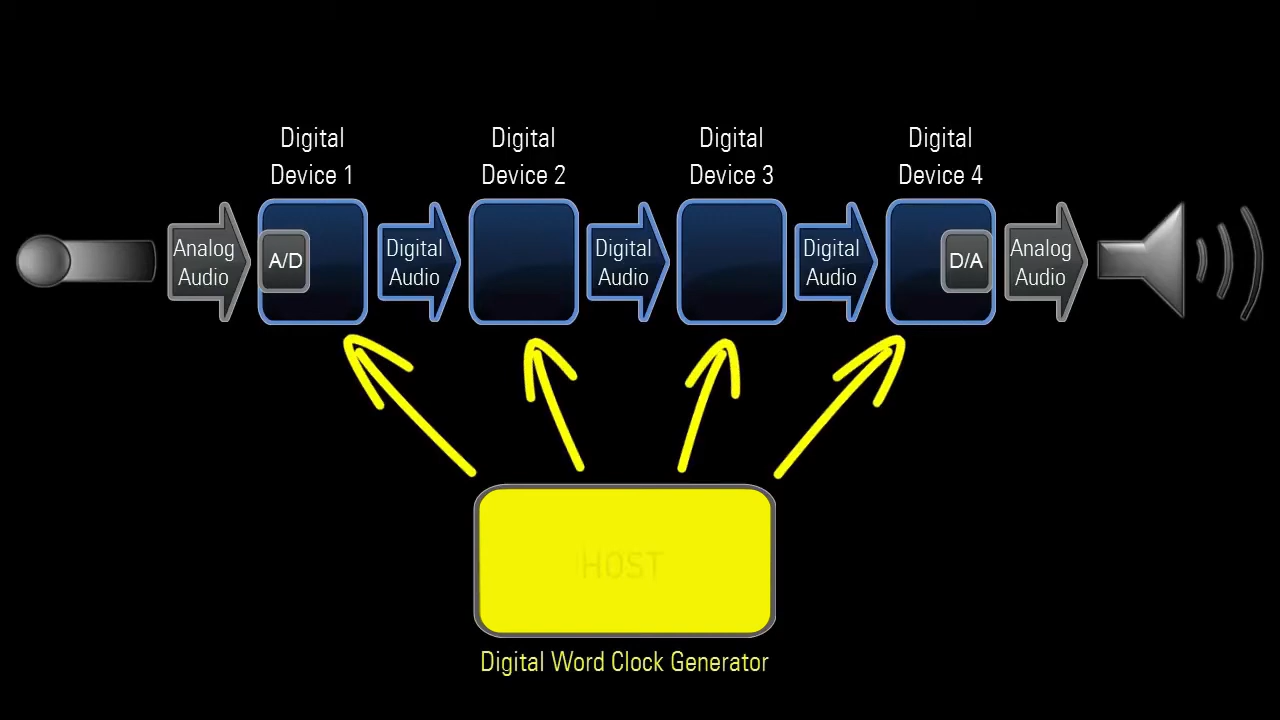 Digital
Device 1
Digital
Device 2
Digital
Device 3
Digital
Device 4
Analog
Audio
A/D
Digital
Audio
Digital
Audio
Digital
Audio
D/A
Analog
Audio
HOST
Digital Word Clock Generator